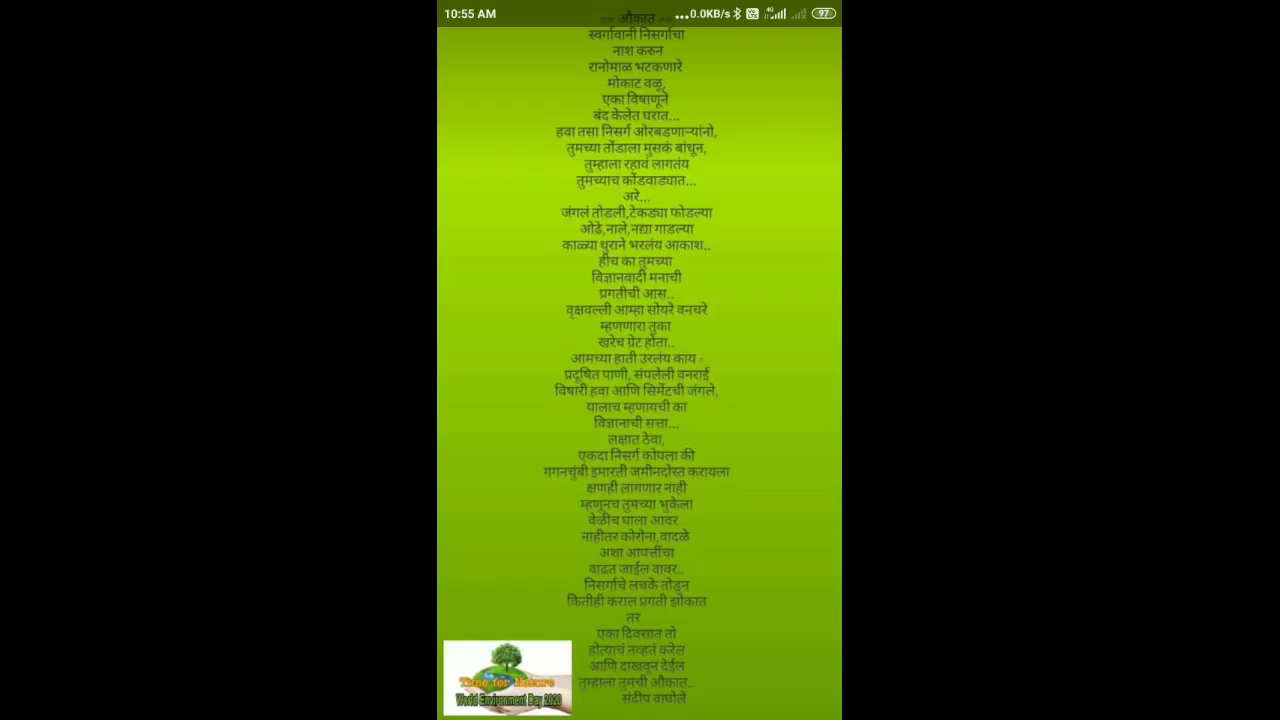 10:55 AM
0.0KB/s 4G 97
औकात
स्वर्गावानी निसर्गाचा
नाश करुन
रानोमाळ भटकणारे
मोकाट वळू,
एका विषाणूने
बंद केलेत घरात...
हवा तसा निसर्ग ओरबडणाऱ्यांनो,
तुमच्या तोंडाला मुसकं बांधून,
तुम्हाला रहावं लागतंय
तुमच्याच कोंडवाड्यात...
अरे...
जंगलं तोडली,टेकड्या फोडल्या
ओढे,नाले,नद्या गाडल्या
काळ्या धुराने भरलंय आकाश..
हीच का तुमच्या
विज्ञानवादी मनाची
प्रगतीची आस..
वृक्षवल्ली आम्हा सोयरे वनचरे
म्हणणारा तुका
खरेच ग्रेट होता..
आमच्या हाती उरलंय काय ?
प्रदूषित पाणी, संपलेली वनराई
विषारी हवा आणि सिमेंटची जंगले,
यालाच म्हणायची का
विज्ञानाची सत्ता...
लक्षात ठेवा,
एकदा निसर्ग कोपला की
गगनचुंबी इमारती जमीनदोस्त करायला
क्षणही लागणार नाही
म्हणूनच तुमच्या भुकेला
वेळीच घाला आवर
नाहीतर कोरोना,वादळे
अशा आपत्तींचा
वाढत जाईल वावर..
निसर्गाचे लचके तोडून
कितीही कराल प्रगती झोकात
तर
एका दिवसात तो
होत्याचं नव्हतं करेल
आणि दाखवून देईल
तुम्हाला तुमची औकात..
संदीप वाघोले
Time for Nature
World Environment Day 2020